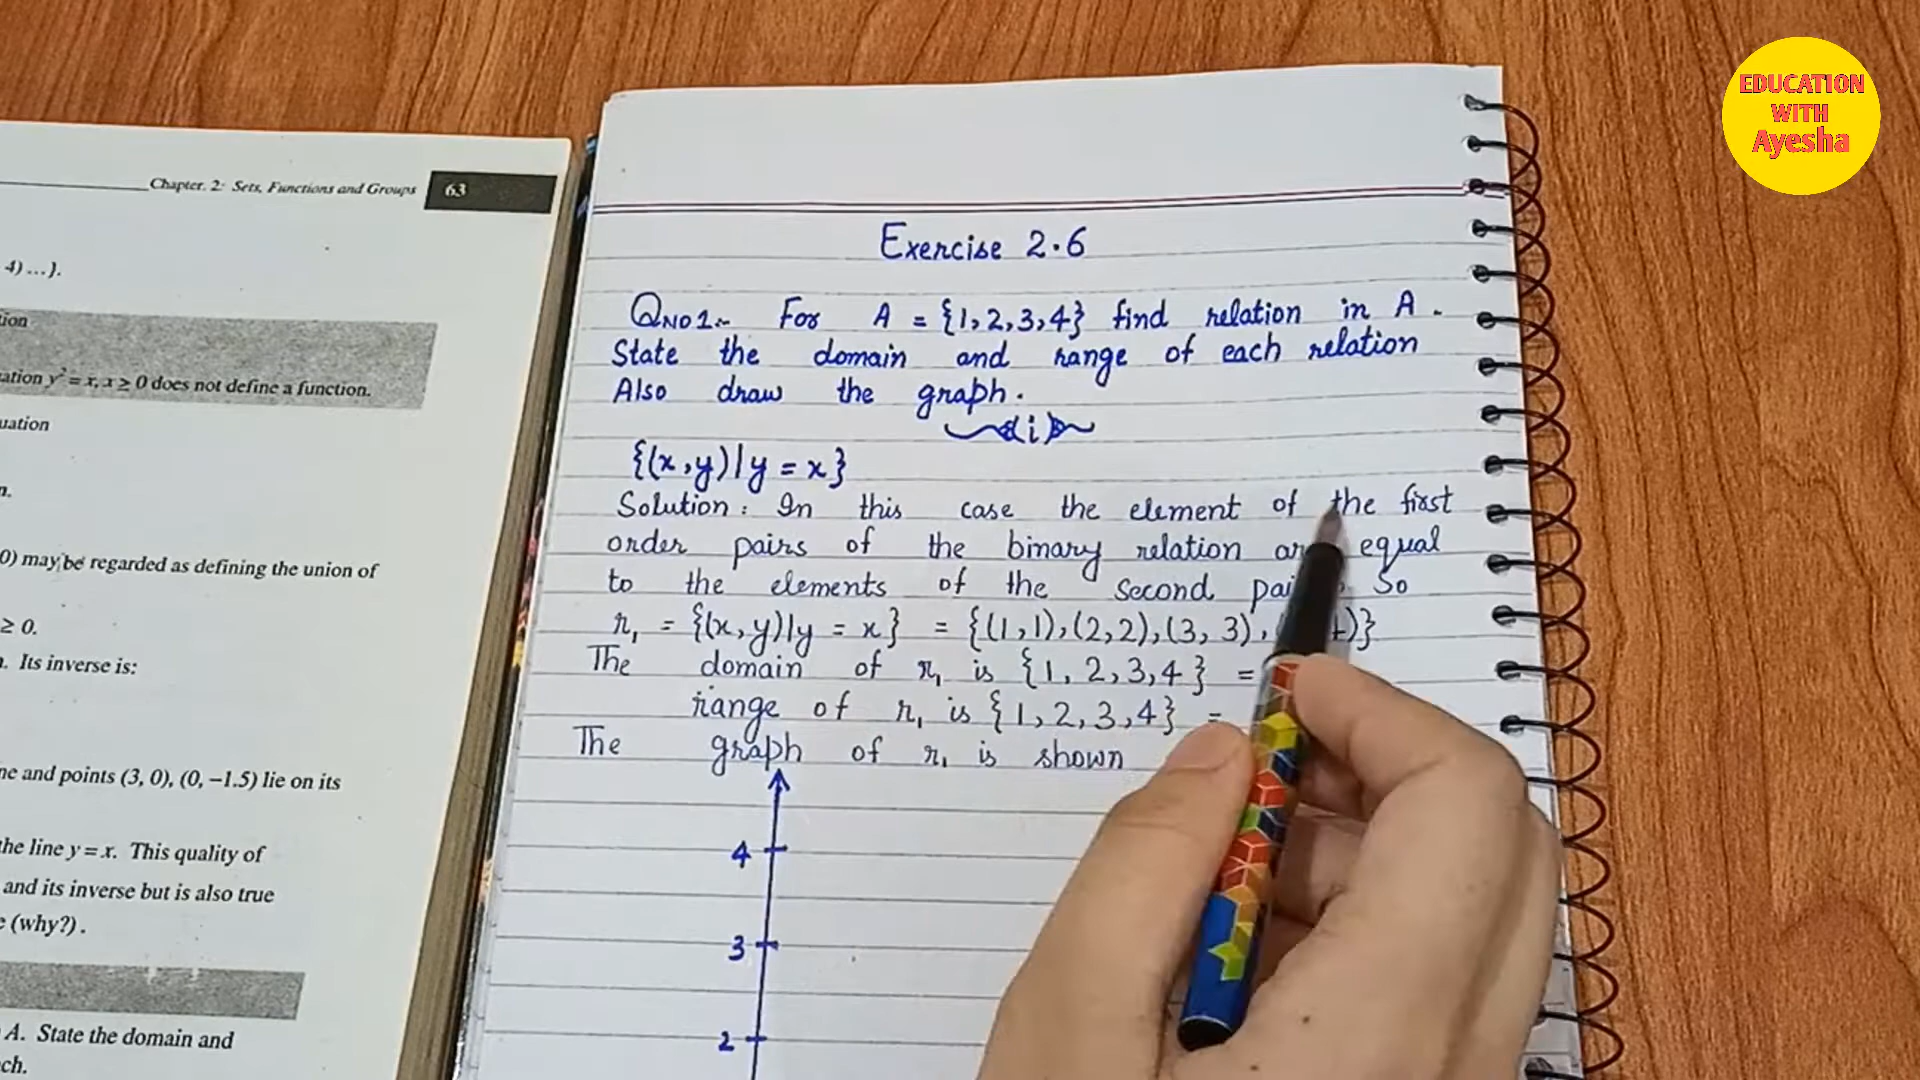 EDUCATION
WITH
Ayesha
Chapter. 2: Sets, Functions and Groups 63
4) ...}.
y² = x, x ≥ 0 does not define a function.
n.
0) may be regarded as defining the union of
≥ 0.
. Its inverse is:
and points (3, 0), (0, −1.5) lie on its
the line y = x. This quality of
and its inverse but is also true
(why?).
A. State the domain and
Exercise 2.6
QNO1:- For A = {1,2,3,4} find relation in A.
State the domain and range of each relation
Also draw the graph.
i
{(x,y)|y = x}
Solution: In this case the element of the first
order pairs of the binary relation equal
to the elements of the second So
r₁ = {(x,y)|y = x} = {(1,1),(2,2),(3,3), )}
The domain of r₁ is {1,2,3,4} =
range of r₁ is {1,2,3,4} =
The graph of r₁ is shown
4
3
2